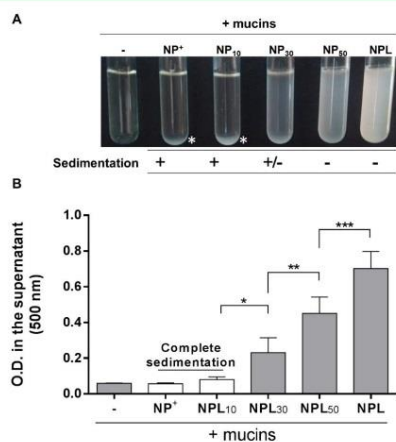 A
+ mucins
- NP⁺ NP₁₀ NP₃₀ NP₅₀ NPL
* *
Sedimentation + + +/- - -
B
O.D. in the supernatant
(500 nm)
1.0
0.8
0.6
0.4
0.2
0.0
***
**
*
Complete
sedimentation
- NP⁺ NPL₁₀ NPL₃₀ NPL₅₀ NPL
+ mucins